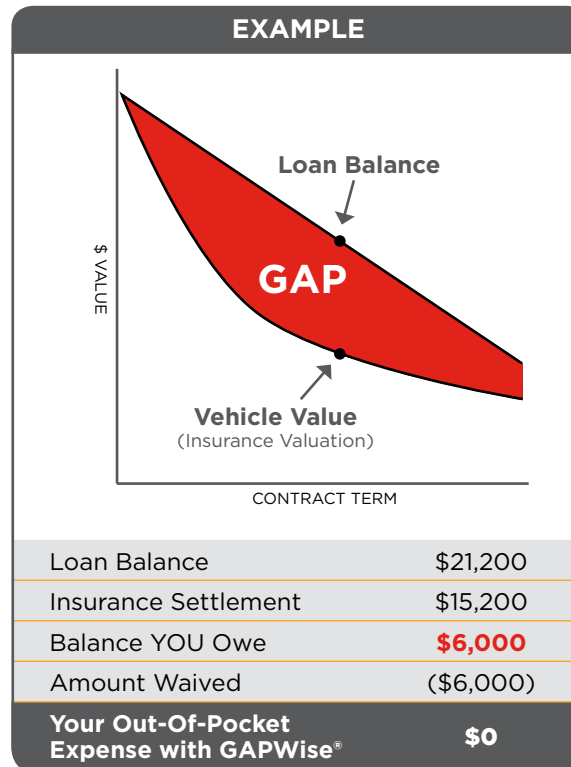 EXAMPLE
Loan Balance
$ VALUE
GAP
Vehicle Value
(Insurance Valuation)
CONTRACT TERM
Loan Balance $21,200
Insurance Settlement $15,200
Balance YOU Owe $6,000
Amount Waived ($6,000)
Your Out-Of-Pocket
Expense with GAPWise® $0